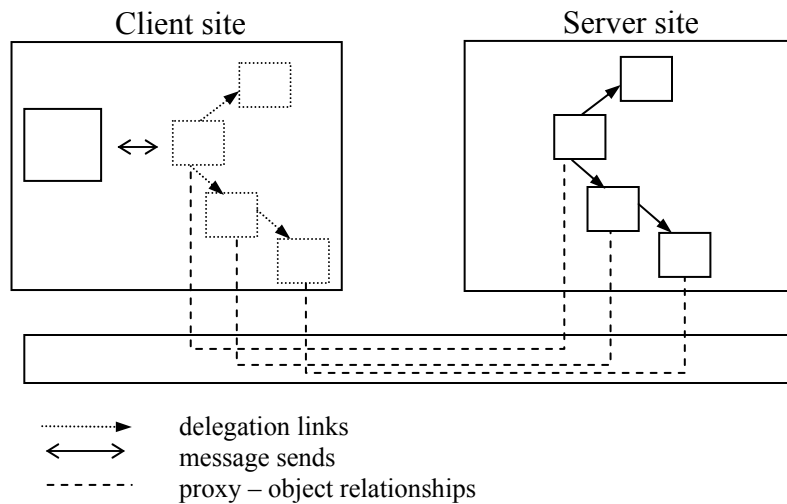 Client site
Server site
delegation links
message sends
proxy – object relationships